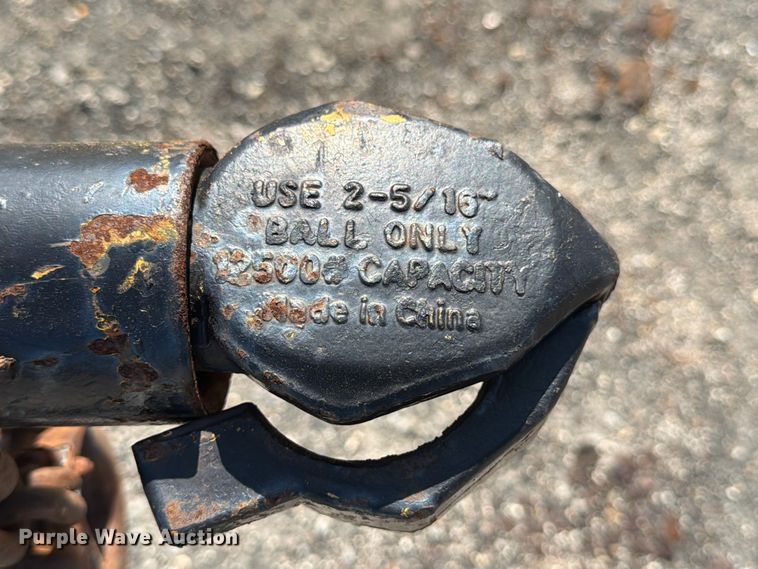 USE 2-5/16"
BALL ONLY
12500# CAPACITY
Made in China
Purple Wave Auction